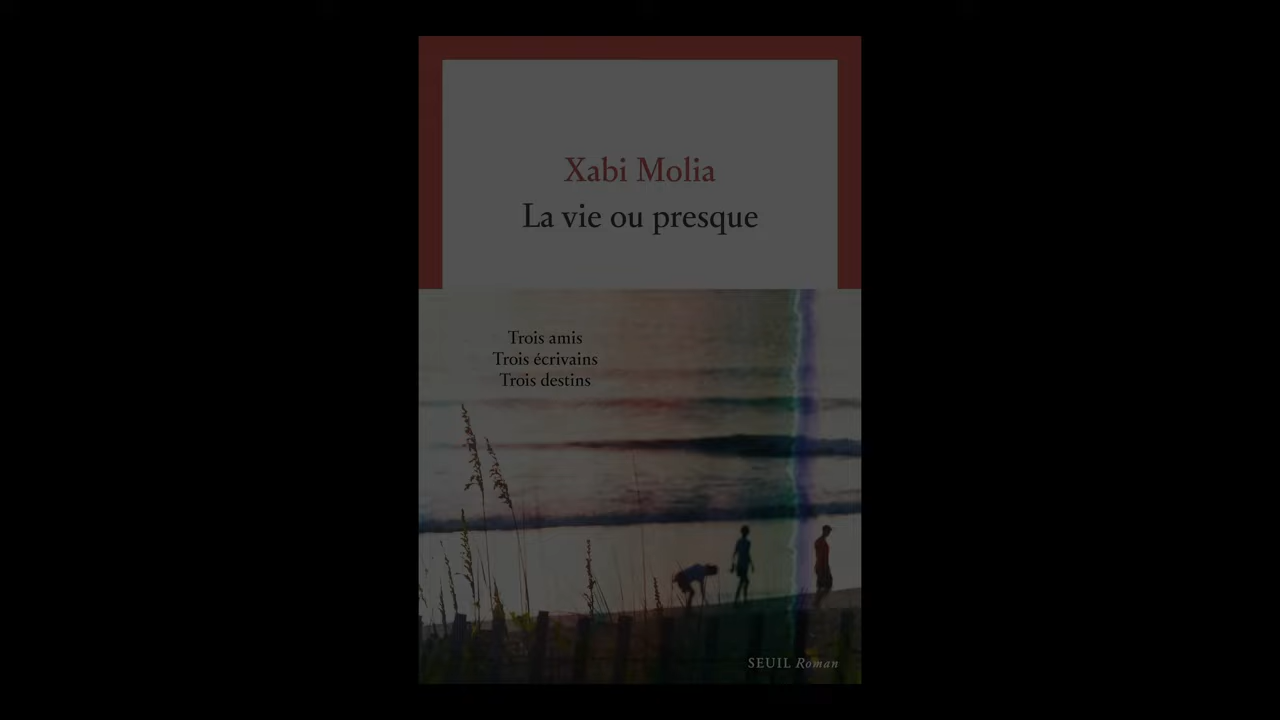 Xabi Molia
La vie ou presque
Trois amis
Trois écrivains
Trois destins
SEUIL Roman